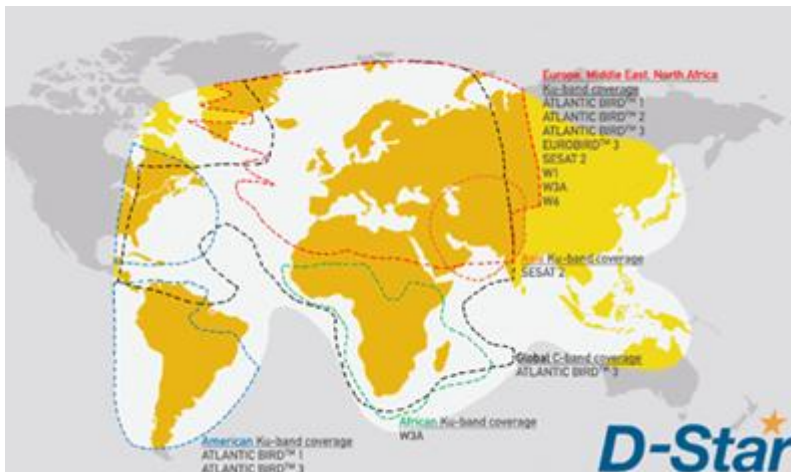 Europe, Middle East, North Africa
Ku-band coverage
ATLANTIC BIRD™ 1
ATLANTIC BIRD™ 2
ATLANTIC BIRD™ 3
EUROBIRD™ 3
SESAT 2
W1
W3A
W6
Asia Ku-band coverage
SESAT 2
Global C-band coverage
ATLANTIC BIRD™ 3
African Ku-band coverage
W3A
American Ku-band coverage
ATLANTIC BIRD™ 1
ATLANTIC BIRD™ 3
D-Star